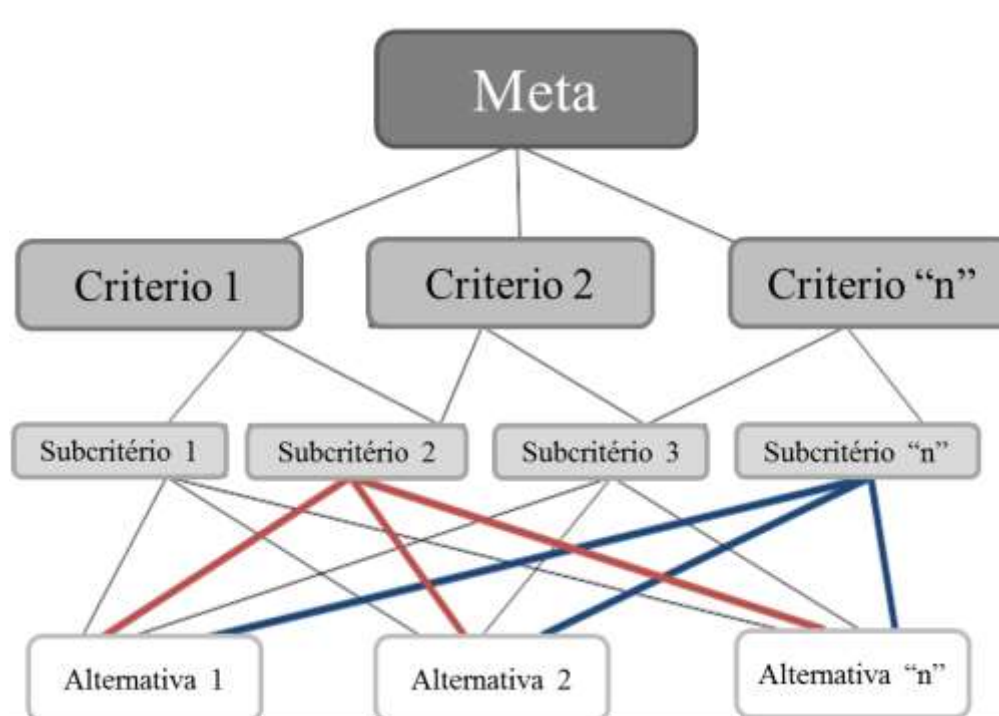 Meta
Criterio 1
Criterio 2
Criterio “n”
Subcritério 1
Subcritério 2
Subcritério 3
Subcritério “n”
Alternativa 1
Alternativa 2
Alternativa “n”